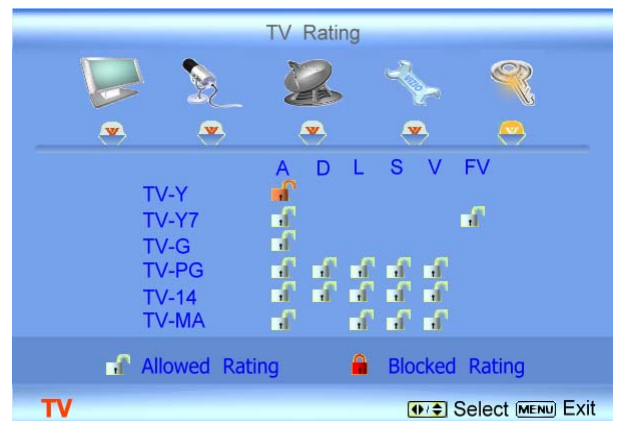 TV Rating
VIZIO
A D L S V FV
TV-Y
TV-Y7
TV-G
TV-PG
TV-14
TV-MA
Allowed Rating Blocked Rating
TV Select MENU Exit